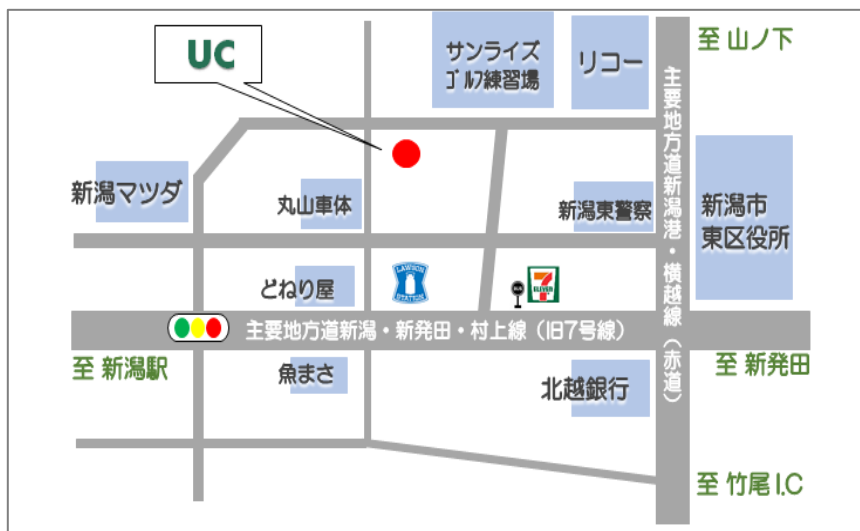 UC
サンライズ
ゴルフ練習場
リコー
至 山ノ下
新潟マツダ
丸山車体
新潟東警察
主要地方道新潟港・横越線（赤道）
新潟市
東区役所
どねり屋
LAWSON
STATION
BUS
7
ELEVEN
主要地方道新潟・新発田・村上線（旧7号線）
至 新潟駅
魚まさ
北越銀行
至 新発田
至 竹尾I.C